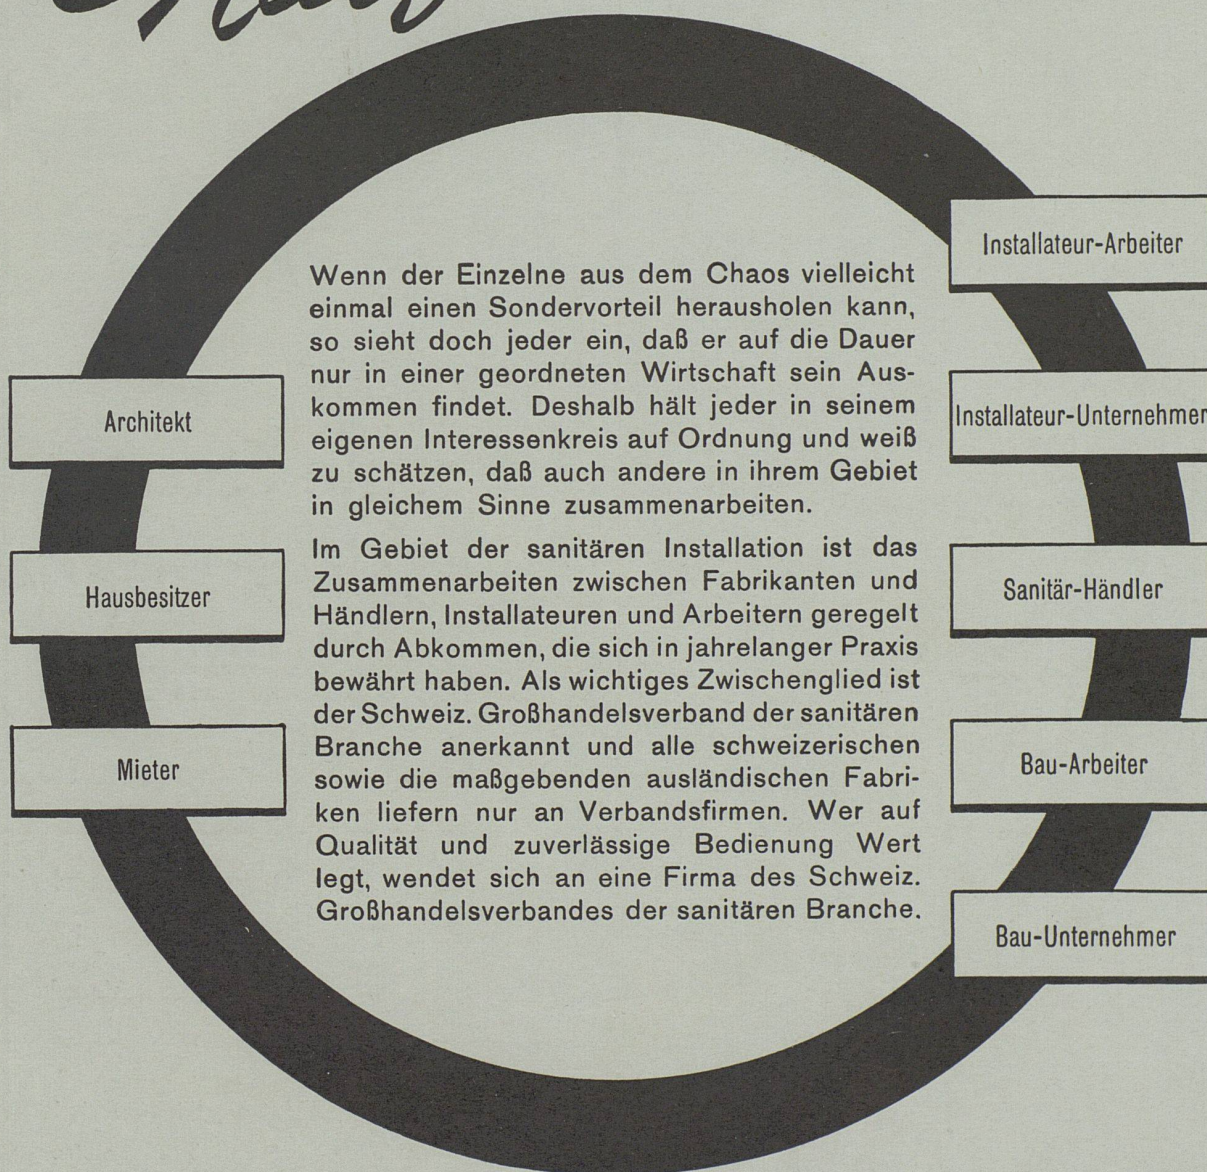 Wenn der Einzelne aus dem Chaos vielleicht
einmal einen Sondervorteil herausholen kann,
so sieht doch jeder ein, daß er auf die Dauer
nur in einer geordneten Wirtschaft sein Aus-
kommen findet. Deshalb hält jeder in seinem
eigenen Interessenkreis auf Ordnung und weiß
zu schätzen, daß auch andere in ihrem Gebiet
in gleichem Sinne zusammenarbeiten.
Im Gebiet der sanitären Installation ist das
Zusammenarbeiten zwischen Fabrikanten und
Händlern, Installateuren und Arbeitern geregelt
durch Abkommen, die sich in jahrelanger Praxis
bewährt haben. Als wichtiges Zwischenglied ist
der Schweiz. Großhandelsverband der sanitären
Branche anerkannt und alle schweizerischen
sowie die maßgebenden ausländischen Fabri-
ken liefern nur an Verbandsfirmen. Wer auf
Qualität und zuverlässige Bedienung Wert
legt, wendet sich an eine Firma des Schweiz.
Großhandelsverbandes der sanitären Branche.
Architekt
Hausbesitzer
Mieter
Installateur-Arbeiter
Installateur-Unternehmer
Sanitär-Händler
Bau-Arbeiter
Bau-Unternehmer